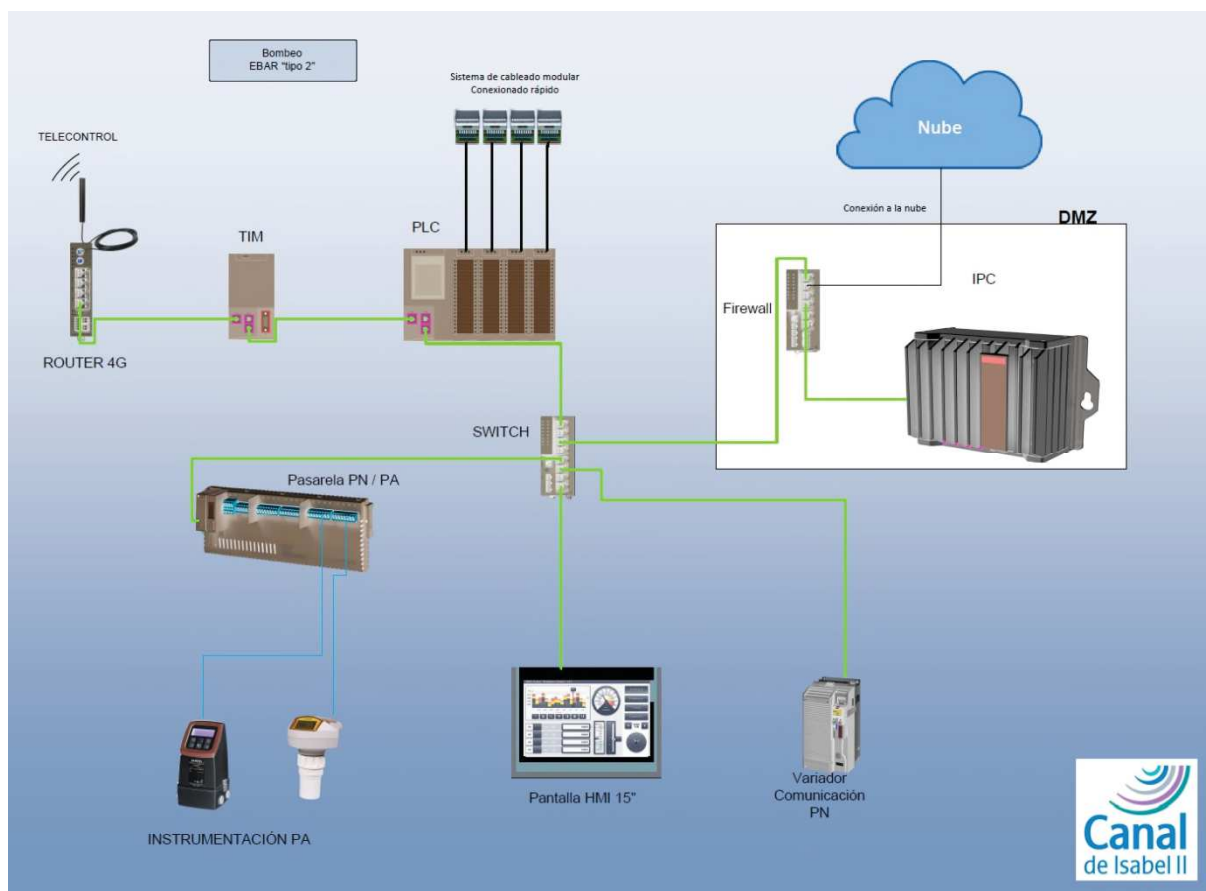 Bombeo
EBAR "tipo 2"
Sistema de cableado modular
Conexionado rápido
Nube
TELECONTROL
Conexión a la nube
DMZ
TIM
PLC
IPC
Firewall
ROUTER 4G
SWITCH
Pasarela PN / PA
Pantalla HMI 15"
Variador
Comunicación
PN
INSTRUMENTACIÓN PA
Canal
de Isabel II